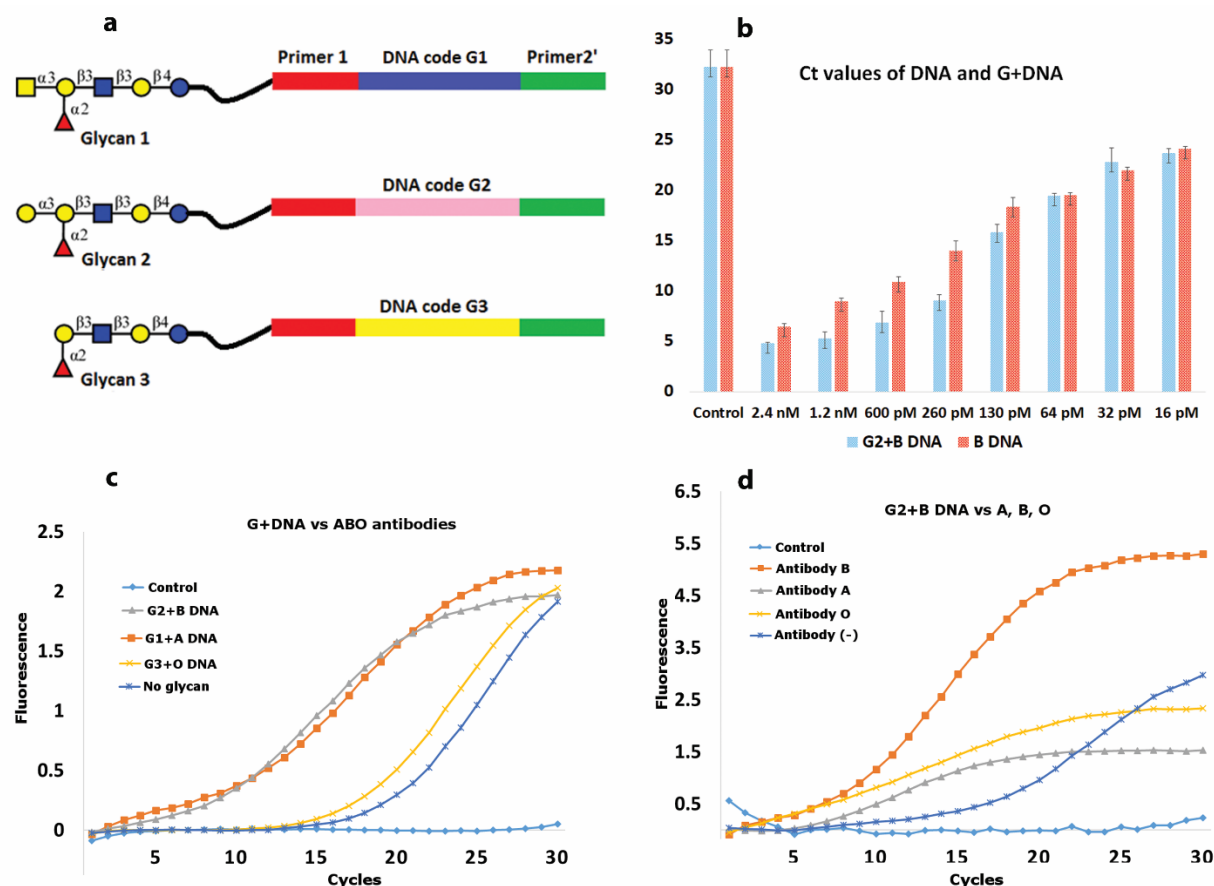 a
Primer 1 DNA code G1 Primer2'
α3 β3 β3 β4
α2
Glycan 1
DNA code G2
α3 β3 β3 β4
α2
Glycan 2
DNA code G3
β3 β3 β4
α2
Glycan 3
b
Ct values of DNA and G+DNA
35
30
25
20
15
10
5
0
Control 2.4 nM 1.2 nM 600 pM 260 pM 130 pM 64 pM 32 pM 16 pM
G2+B DNA B DNA
c
G+DNA vs ABO antibodies
2.5
2
1.5
1
0.5
0
Fluorescence
Control
G2+B DNA
G1+A DNA
G3+O DNA
No glycan
5 10 15 20 25 30
Cycles
d
G2+B DNA vs A, B, O
6.5
5.5
4.5
3.5
2.5
1.5
0.5
Fluorescence
Control
Antibody B
Antibody A
Antibody O
Antibody (-)
5 10 15 20 25 30
Cycles